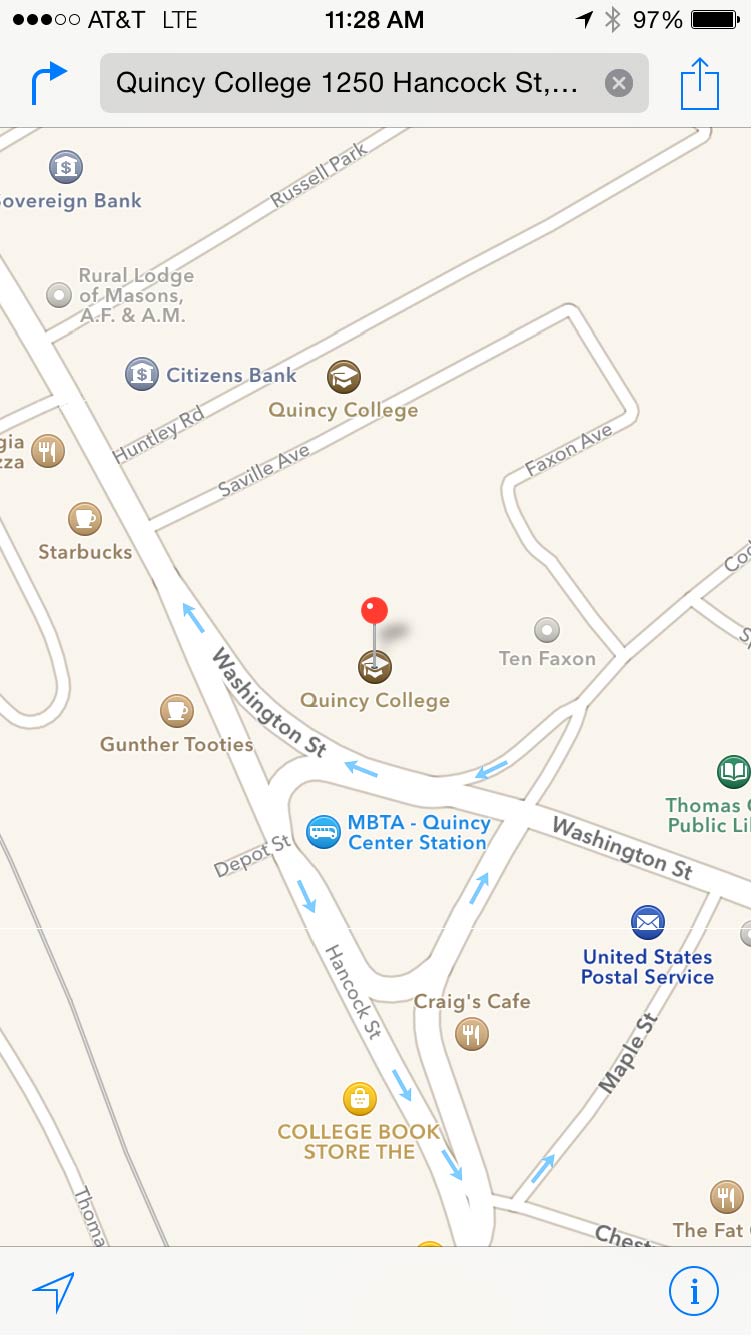 AT&T LTE 11:28 AM 97%
Quincy College 1250 Hancock St,...
Russell Park
overeign Bank
Rural Lodge
of Masons,
A.F. & A.M.
Citizens Bank
Quincy College
Huntley Rd
gia
zza
Saville Ave
Faxon Ave
Starbucks
Ten Faxon
Quincy College
Washington St
Gunther Tooties
Thomas
Public Li
MBTA - Quincy
Center Station
Washington St
Depot St
United States
Postal Service
Hancock St
Craig's Cafe
Maple St
COLLEGE BOOK
STORE THE
Thoma
The Fat
Chest